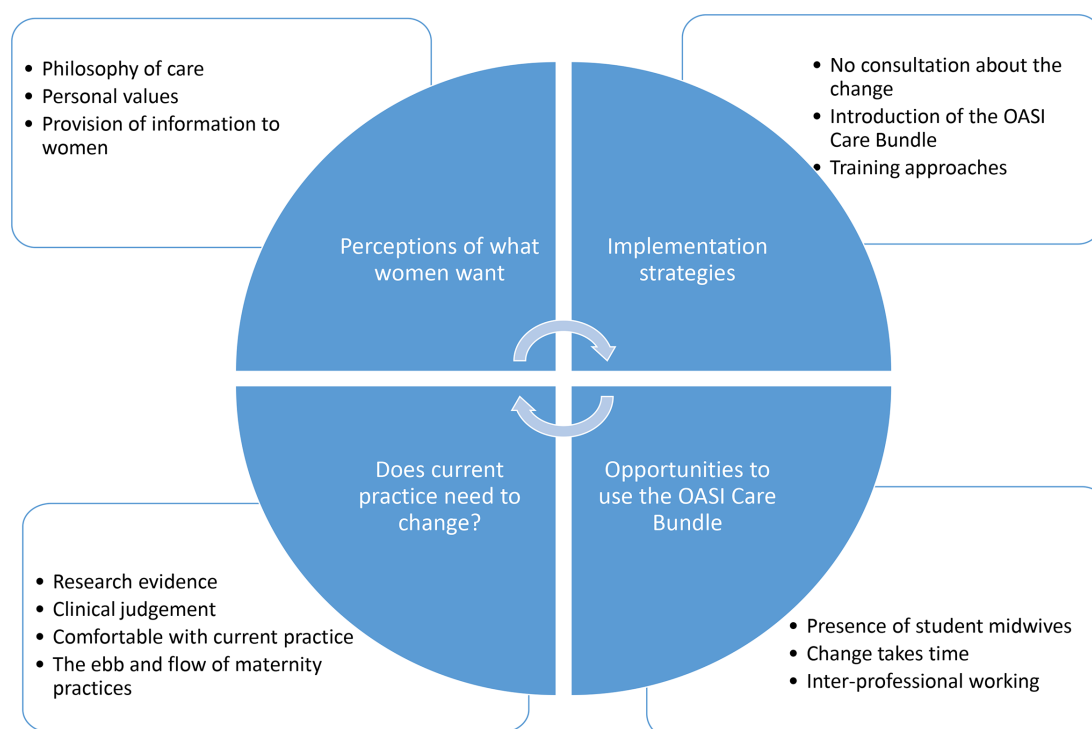 • Philosophy of care
• Personal values
• Provision of information to
women
• No consultation about the
change
• Introduction of the OASI
Care Bundle
• Training approaches
Perceptions of what
women want
Implementation
strategies
Does current
practice need to
change?
Opportunities to
use the OASI Care
Bundle
• Research evidence
• Clinical judgement
• Comfortable with current practice
• The ebb and flow of maternity
practices
• Presence of student midwives
• Change takes time
• Inter-professional working